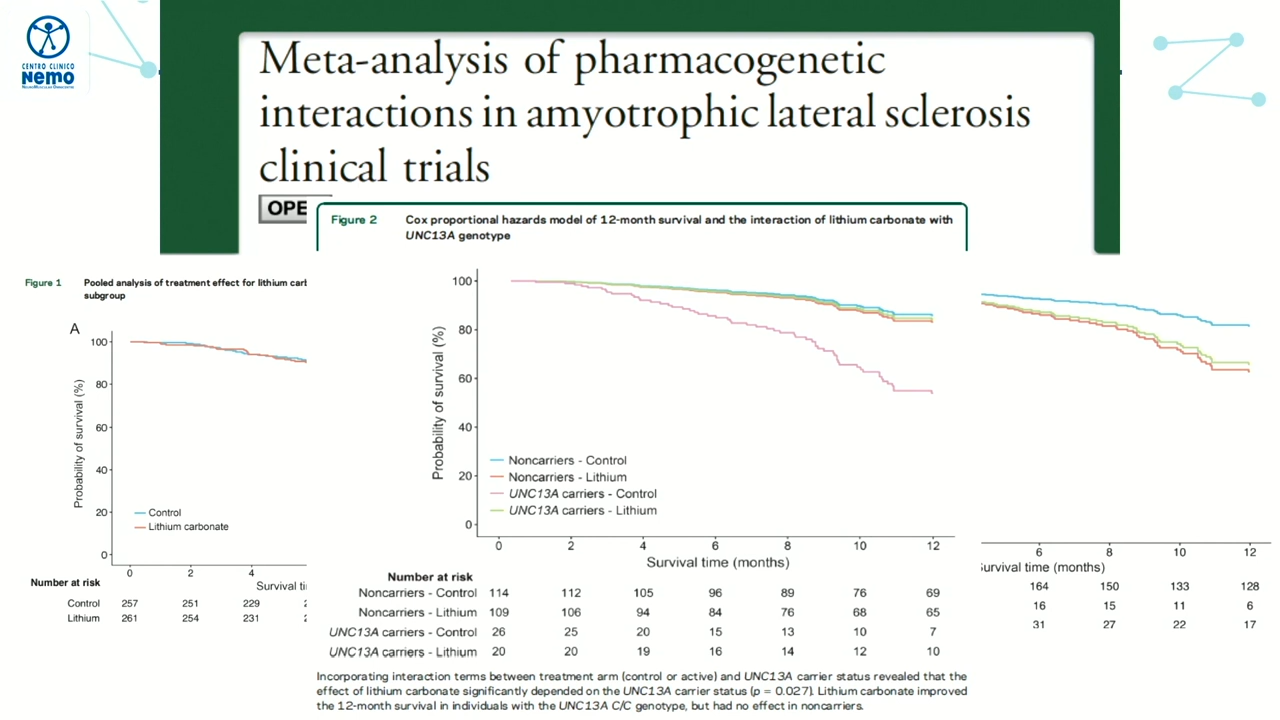 CENTRO CLINICO
NEMO
Meta-analysis of pharmacogenetic
interactions in amyotrophic lateral sclerosis
clinical trials
OPE
Figure 2 Cox proportional hazards model of 12-month survival and the interaction of lithium carbonate with
UNC13A genotype
Figure 1 Pooled analysis of treatment effect for lithium carb
subgroup
A
Probability of survival (%)
100
80
60
40
20
0
Control
Lithium carbonate
0 2 4
Survival ti
Number at risk
Control 257 251 229
Lithium 261 254 231
Probability of survival (%)
100
80
60
40
20
0
Noncarriers - Control
Noncarriers - Lithium
UNC13A carriers - Control
UNC13A carriers - Lithium
0 2 4 6 8 10 12
Survival time (months)
Number at risk
Noncarriers - Control 114 112 105 96 89 76 69
Noncarriers - Lithium 109 106 94 84 76 68 65
UNC13A carriers - Control 26 25 20 15 13 10 7
UNC13A carriers - Lithium 20 20 19 16 14 12 10
Incorporating interaction terms between treatment arm (control or active) and UNC13A carrier status revealed that the
effect of lithium carbonate significantly depended on the UNC13A carrier status (p = 0.027). Lithium carbonate improved
the 12-month survival in individuals with the UNC13A C/C genotype, but had no effect in noncarriers.
6 8 10 12
urvival time (months)
164 150 133 128
16 15 11 6
31 27 22 17